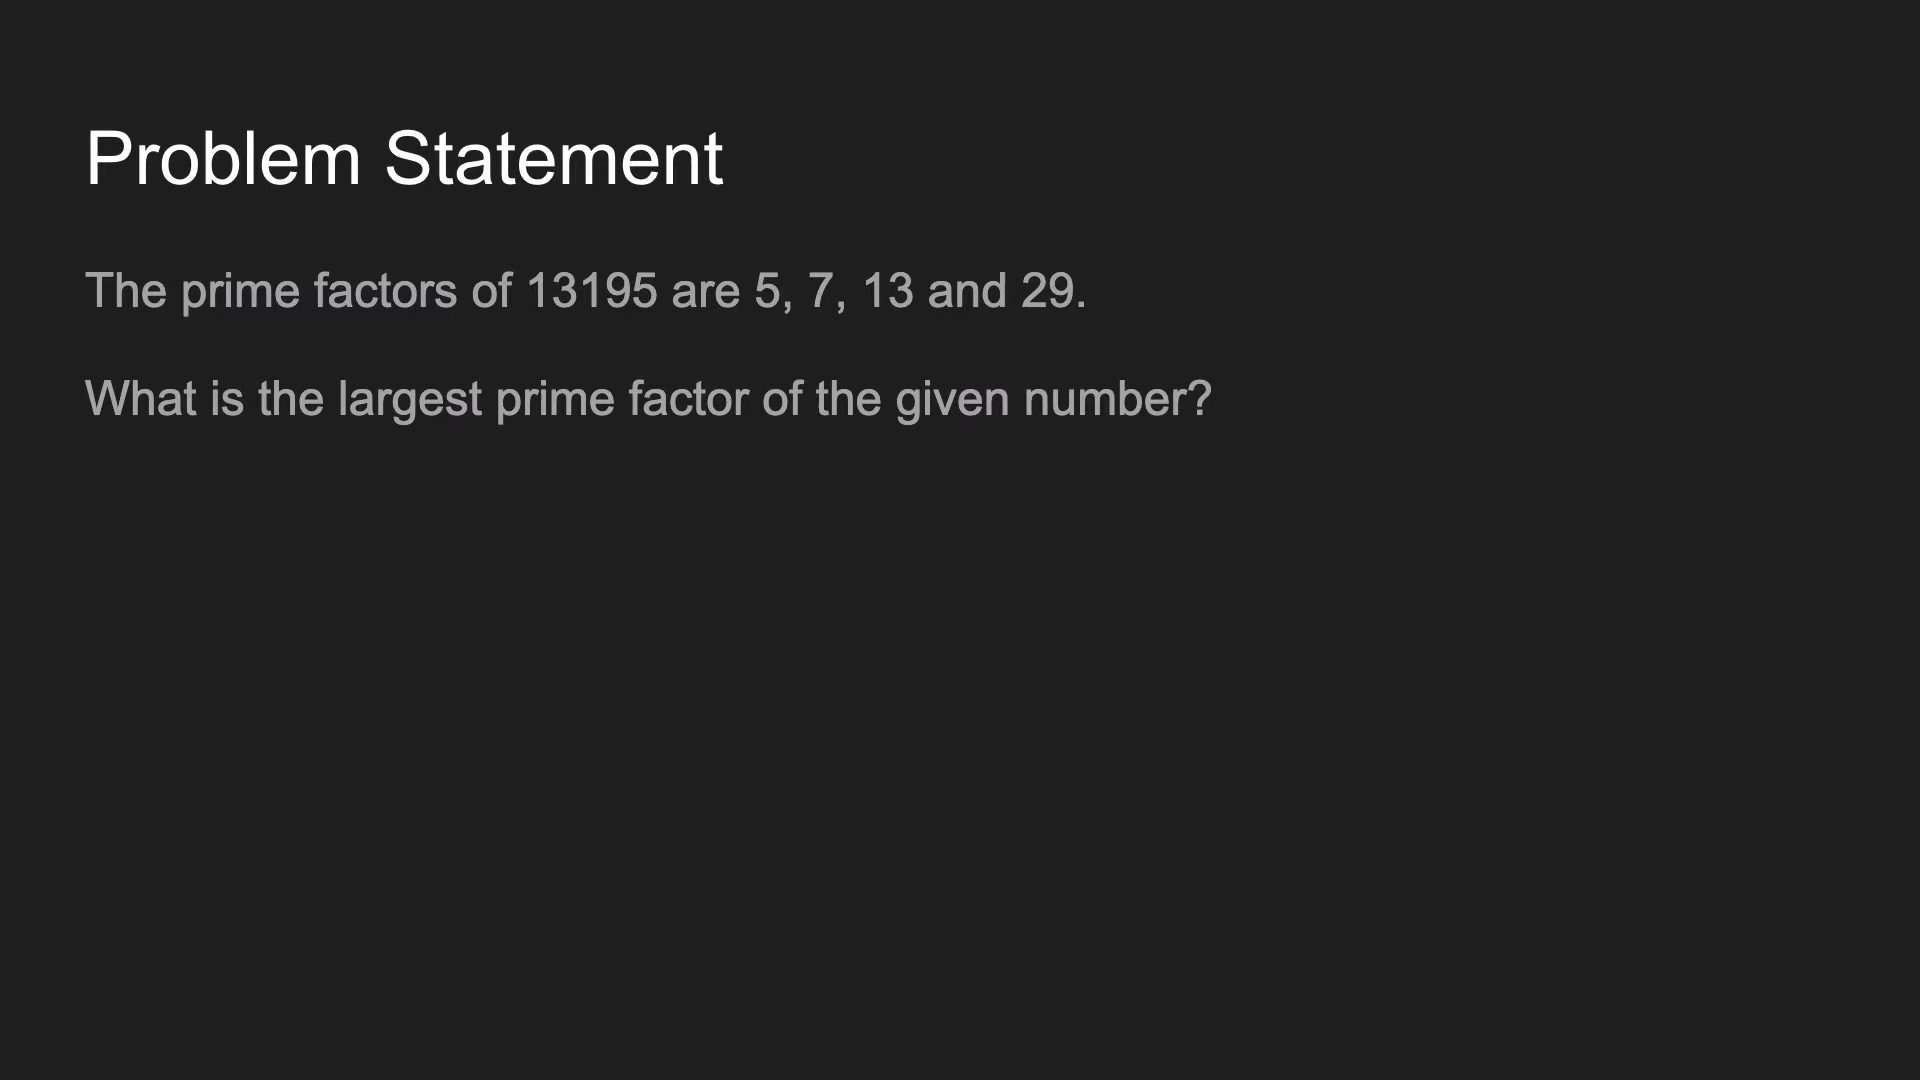 Problem Statement
The prime factors of 13195 are 5, 7, 13 and 29.
What is the largest prime factor of the given number?